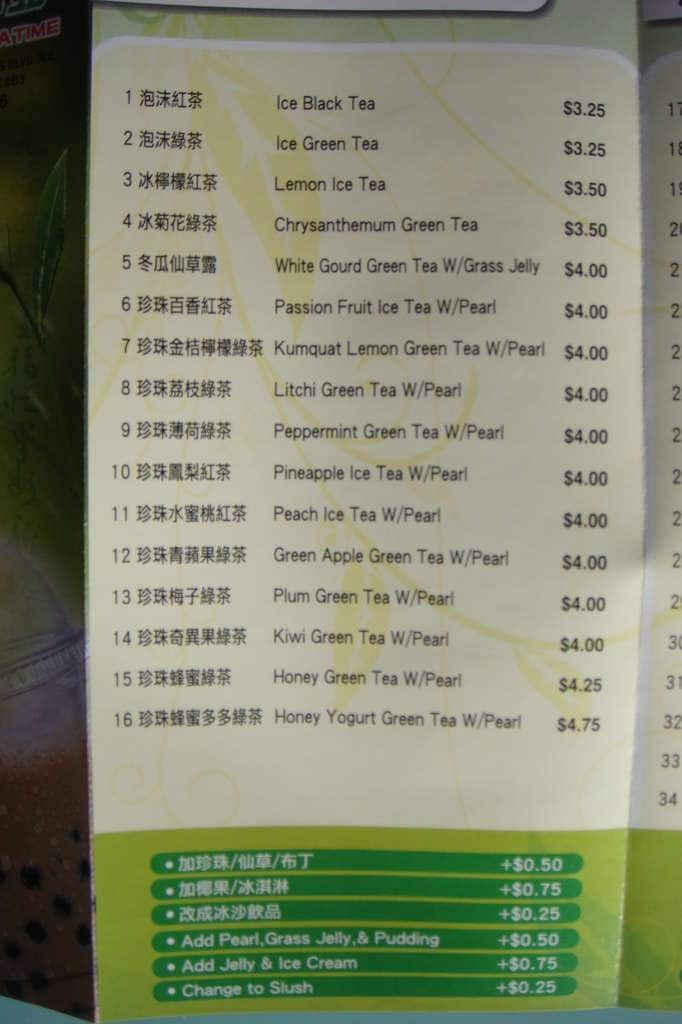 A TIME
1 泡沫紅茶 Ice Black Tea $3.25
2 泡沫綠茶 Ice Green Tea $3.25
3 冰檸檬紅茶 Lemon Ice Tea $3.50
4 冰菊花綠茶 Chrysanthemum Green Tea $3.50
5 冬瓜仙草露 White Gourd Green Tea W/Grass Jelly $4.00
6 珍珠百香紅茶 Passion Fruit Ice Tea W/Pearl $4.00
7 珍珠金桔檸檬綠茶 Kumquat Lemon Green Tea W/Pearl $4.00
8 珍珠荔枝綠茶 Litchi Green Tea W/Pearl $4.00
9 珍珠薄荷綠茶 Peppermint Green Tea W/Pearl $4.00
10 珍珠鳳梨紅茶 Pineapple Ice Tea W/Pearl $4.00
11 珍珠水蜜桃紅茶 Peach Ice Tea W/Pearl $4.00
12 珍珠青蘋果綠茶 Green Apple Green Tea W/Pearl $4.00
13 珍珠梅子綠茶 Plum Green Tea W/Pearl $4.00
14 珍珠奇異果綠茶 Kiwi Green Tea W/Pearl $4.00
15 珍珠蜂蜜綠茶 Honey Green Tea W/Pearl $4.25
16 珍珠蜂蜜多多綠茶 Honey Yogurt Green Tea W/Pearl $4.75
• 加珍珠/仙草/布丁 +$0.50
• 加椰果/冰淇淋 +$0.75
• 改成冰沙飲品 +$0.25
• Add Pearl,Grass Jelly,& Pudding +$0.50
• Add Jelly & Ice Cream +$0.75
• Change to Slush +$0.25
17
18
19
30
31
32
33
34